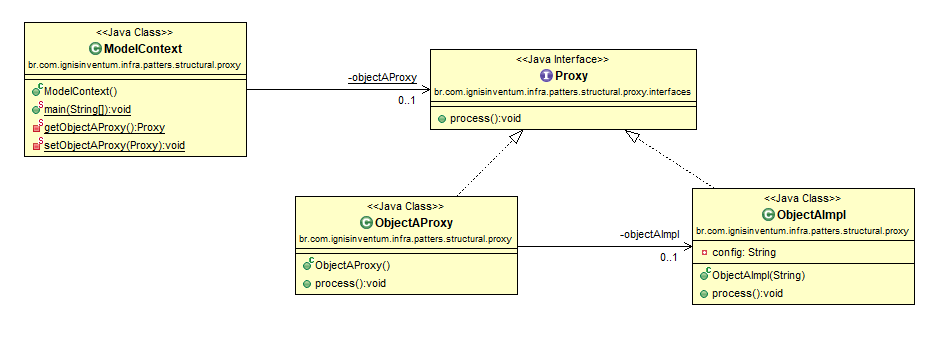 <<Java Class>>
C ModelContext
br.com.ignisinventum.infra.patters.structural.proxy
C ModelContext()
S main(String[]):void
S getObjectAProxy():Proxy
S setObjectAProxy(Proxy):void
-objectAProxy
0..1
<<Java Interface>>
I Proxy
br.com.ignisinventum.infra.patters.structural.proxy.interfaces
process():void
<<Java Class>>
C ObjectAProxy
br.com.ignisinventum.infra.patters.structural.proxy
C ObjectAProxy()
process():void
-objectAImpl
0..1
<<Java Class>>
C ObjectAImpl
br.com.ignisinventum.infra.patters.structural.proxy
config: String
C ObjectAImpl(String)
process():void